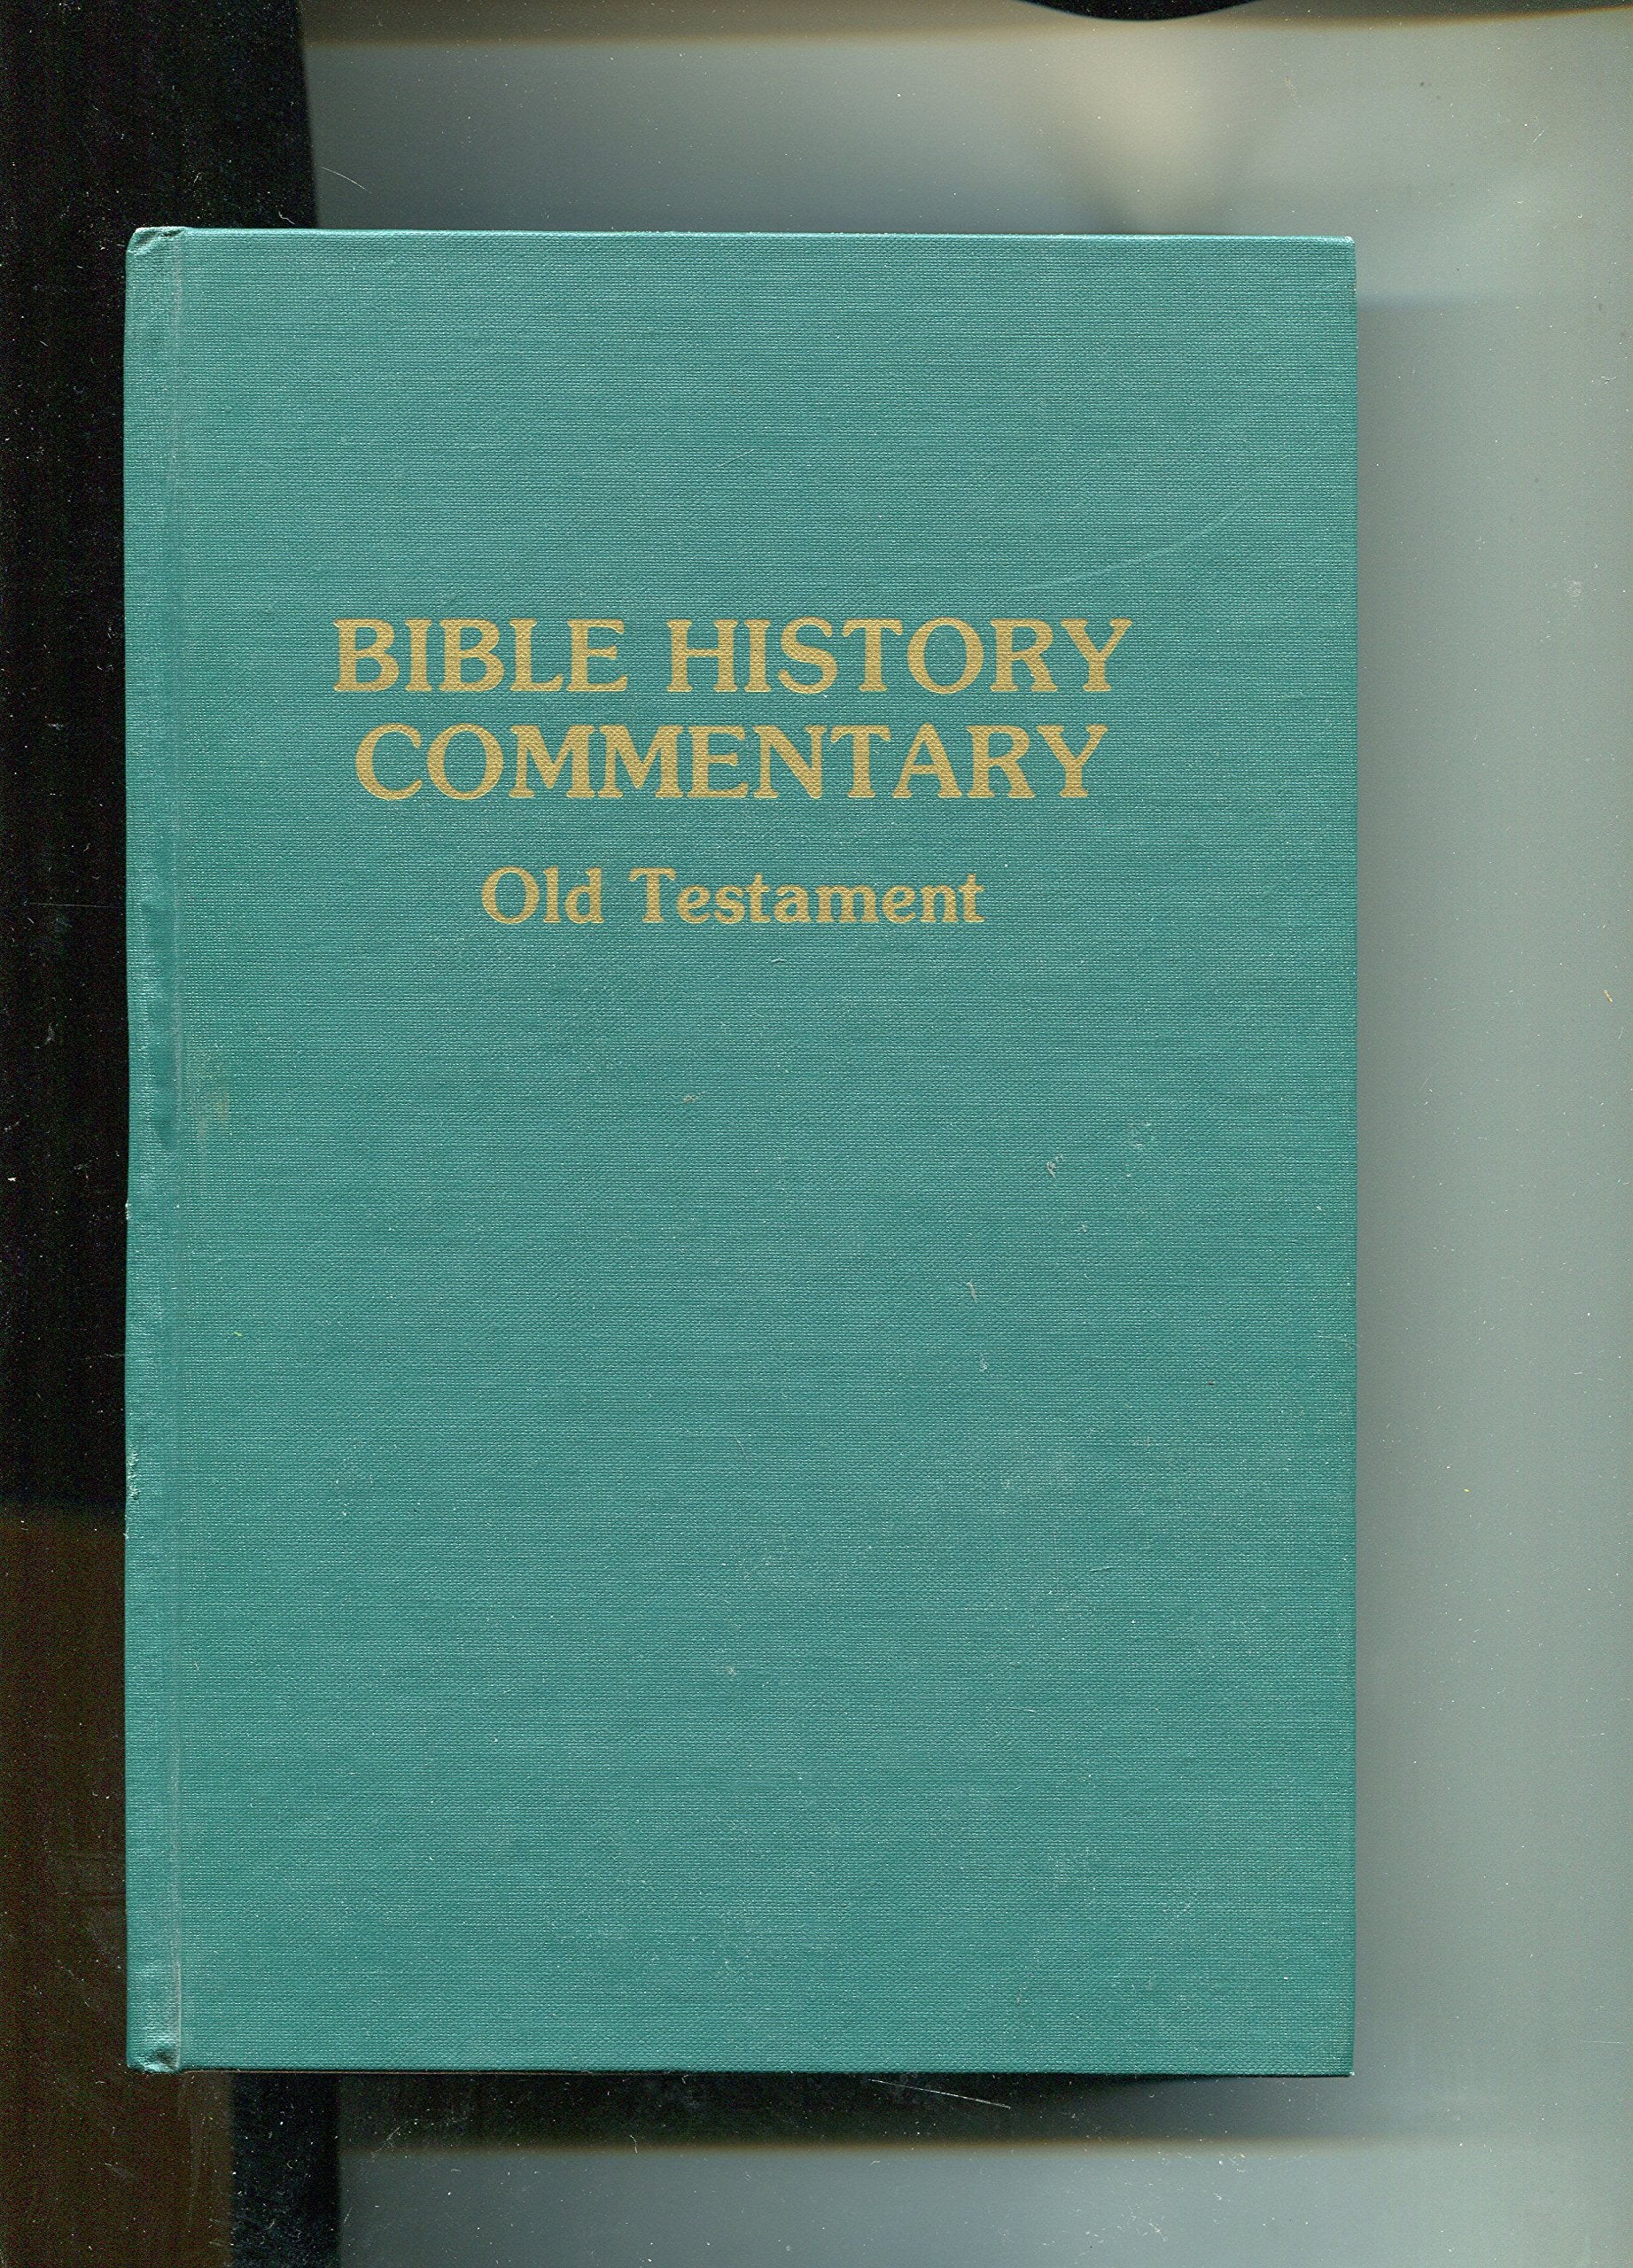 BIBLE HISTORY
COMMENTARY
Old Testament